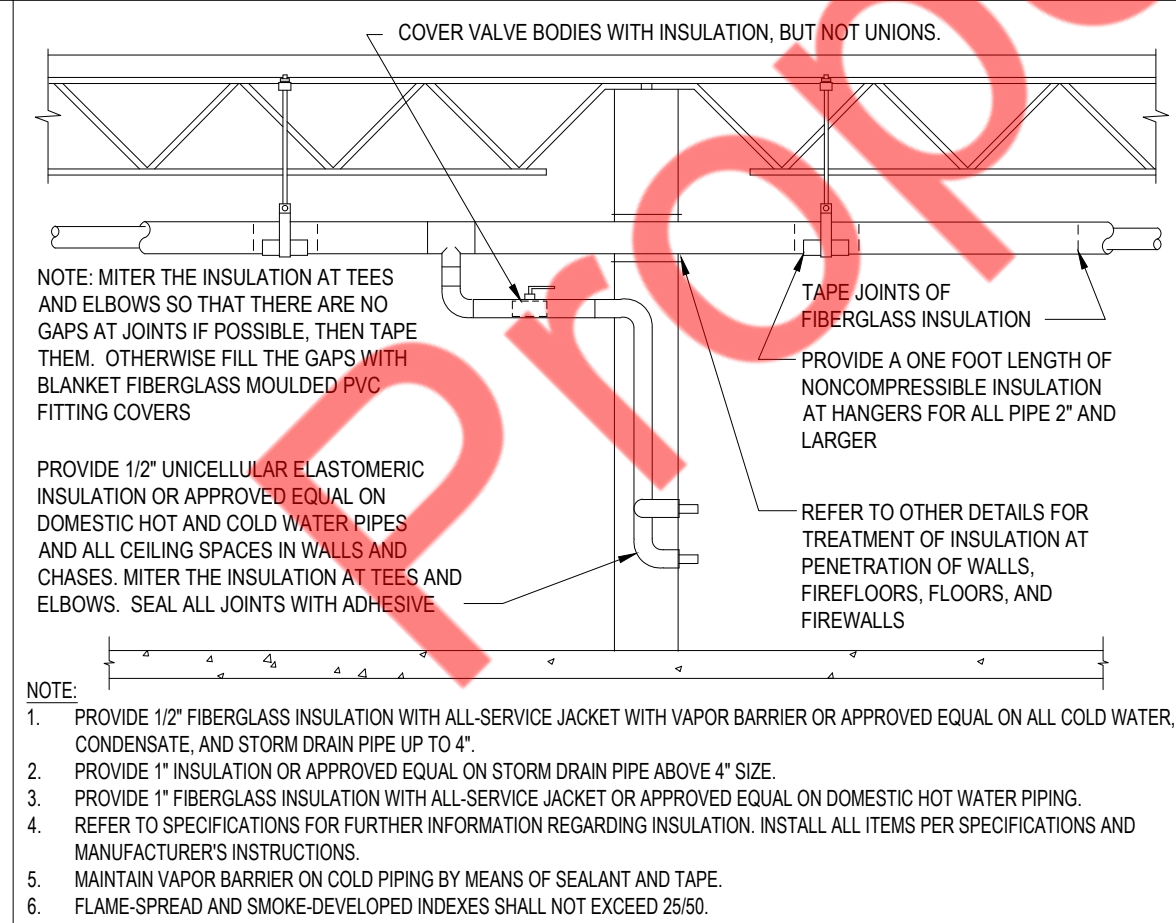 COVER VALVE BODIES WITH INSULATION, BUT NOT UNIONS.
NOTE: MITER THE INSULATION AT TEES
AND ELBOWS SO THAT THERE ARE NO
GAPS AT JOINTS IF POSSIBLE, THEN TAPE
THEM. OTHERWISE FILL THE GAPS WITH
BLANKET FIBERGLASS MOULDED PVC
FITTING COVERS
PROVIDE 1/2" UNICELLULAR ELASTOMERIC
INSULATION OR APPROVED EQUAL ON
DOMESTIC HOT AND COLD WATER PIPES
AND ALL CEILING SPACES IN WALLS AND
CHASES. MITER THE INSULATION AT TEES AND
ELBOWS. SEAL ALL JOINTS WITH ADHESIVE
TAPE JOINTS OF
FIBERGLASS INSULATION
PROVIDE A ONE FOOT LENGTH OF
NONCOMPRESSIBLE INSULATION
AT HANGERS FOR ALL PIPE 2" AND
LARGER
REFER TO OTHER DETAILS FOR
TREATMENT OF INSULATION AT
PENETRATION OF WALLS,
FIREFLOORS, FLOORS, AND
FIREWALLS
NOTE:
1. PROVIDE 1/2" FIBERGLASS INSULATION WITH ALL-SERVICE JACKET WITH VAPOR BARRIER OR APPROVED EQUAL ON ALL COLD WATER,
CONDENSATE, AND STORM DRAIN PIPE UP TO 4".
2. PROVIDE 1" INSULATION OR APPROVED EQUAL ON STORM DRAIN PIPE ABOVE 4" SIZE.
3. PROVIDE 1" FIBERGLASS INSULATION WITH ALL-SERVICE JACKET OR APPROVED EQUAL ON DOMESTIC HOT WATER PIPING.
4. REFER TO SPECIFICATIONS FOR FURTHER INFORMATION REGARDING INSULATION. INSTALL ALL ITEMS PER SPECIFICATIONS AND
MANUFACTURER'S INSTRUCTIONS.
5. MAINTAIN VAPOR BARRIER ON COLD PIPING BY MEANS OF SEALANT AND TAPE.
6. FLAME-SPREAD AND SMOKE-DEVELOPED INDEXES SHALL NOT EXCEED 25/50.
Prop